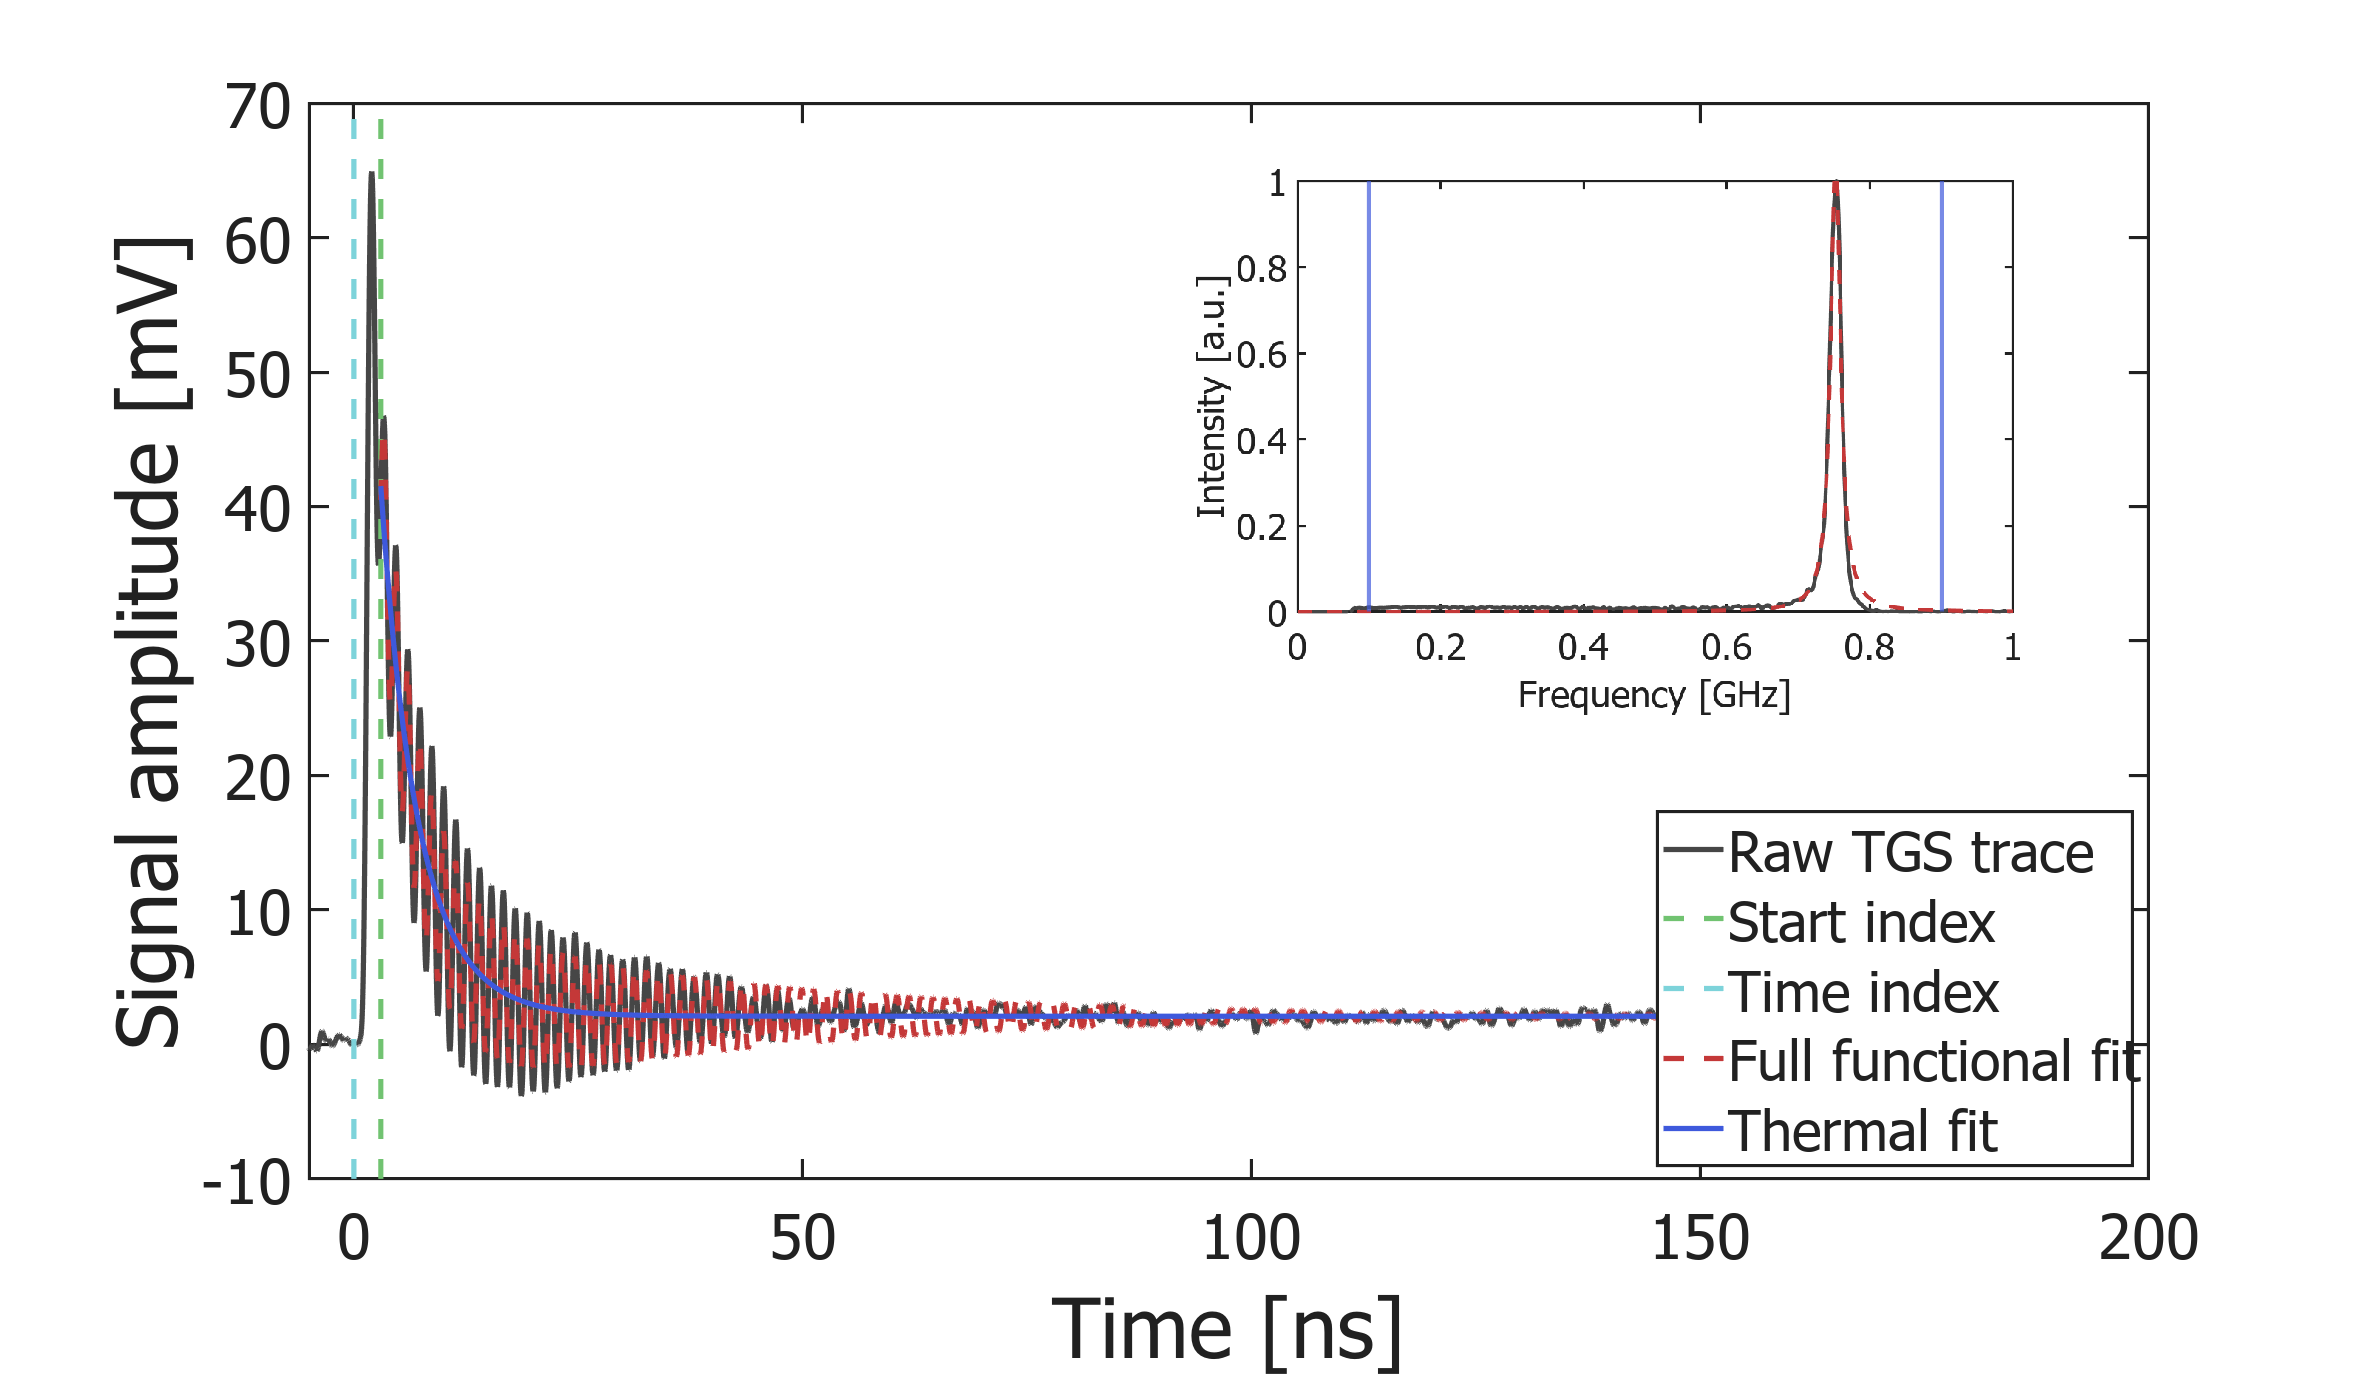 70
60
50
40
30
20
10
0
-10
Signal amplitude [mV]
0
50
100
150
200
Time [ns]
1
0.8
0.6
0.4
0.2
0
Intensity [a.u.]
0
0.2
0.4
0.6
0.8
1
Frequency [GHz]
Raw TGS trace
Start index
Time index
Full functional fit
Thermal fit